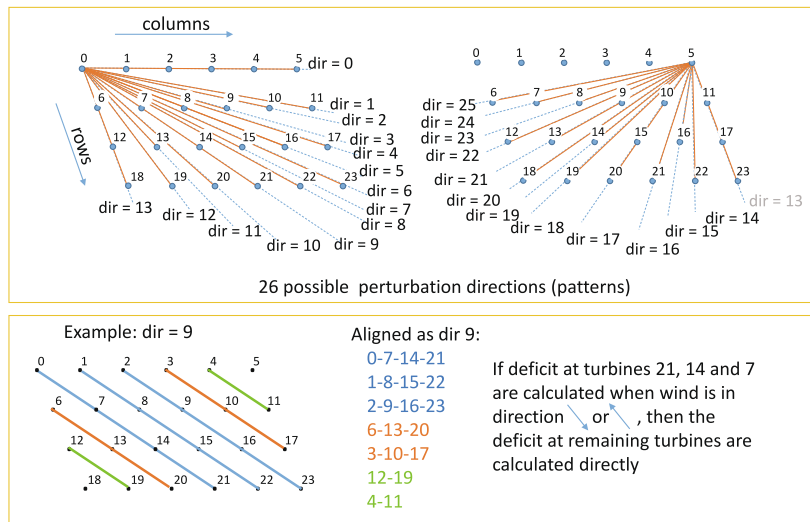 columns
0 1 2 3 4 5 dir = 0
6 7 8 9 10 11 dir = 1
dir = 2
12 13 14 15 16 17 dir = 3
dir = 4
dir = 5
18 19 20 21 22 23 dir = 6
dir = 7
dir = 8
dir = 13 dir = 12 dir = 11 dir = 10 dir = 9
rows
0 1 2 3 4 5
dir = 25 6 7 8 9 10 11
dir = 24
dir = 23 12 13 14 15 16 17
dir = 22
dir = 21 18 19 20 21 22 23
dir = 20
dir = 19
dir = 18
dir = 17
dir = 16
dir = 15
dir = 14
dir = 13
26 possible perturbation directions (patterns)
Example: dir = 9
0 1 2 3 4 5
6 7 8 9 10 11
12 13 14 15 16 17
18 19 20 21 22 23
Aligned as dir 9:
0-7-14-21
1-8-15-22
2-9-16-23
6-13-20
3-10-17
12-19
4-11
If deficit at turbines 21, 14 and 7
are calculated when wind is in
direction or , then the
deficit at remaining turbines are
calculated directly